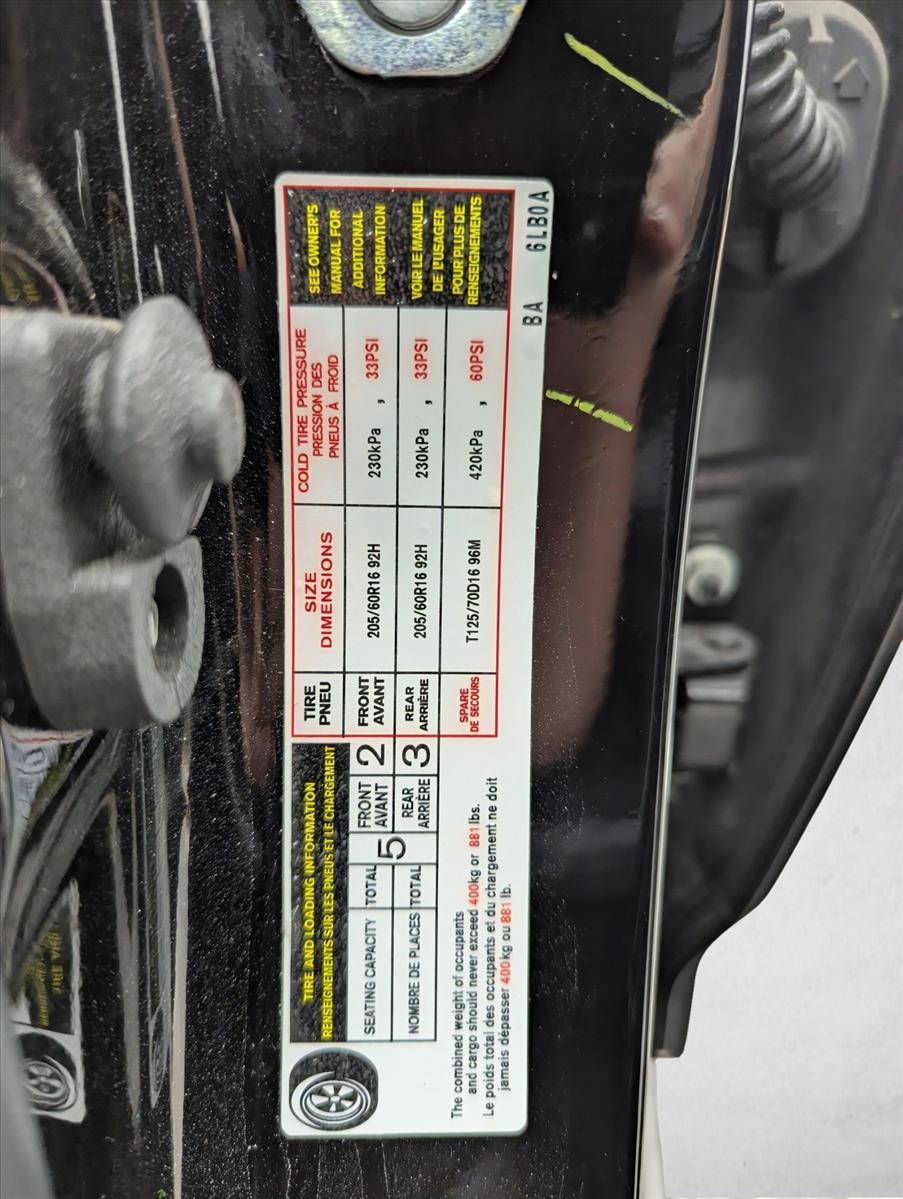 TIRE AND LOADING INFORMATION
RENSEIGNEMENTS SUR LES PNEUS ET LE CHARGEMENT
SEATING CAPACITY TOTAL 5 FRONT AVANT 2
NOMBRE DE PLACES TOTAL REAR ARRIÈRE 3
The combined weight of occupants
and cargo should never exceed 400kg or 881 lbs.
Le poids total des occupants et du chargement ne doit
jamais dépasser 400 kg ou 881 lb.
TIRE
PNEU
SIZE
DIMENSIONS
COLD TIRE PRESSURE
PRESSION DES
PNEUS À FROID
FRONT
AVANT
205/60R16 92H
230kPa , 33PSI
REAR
ARRIÈRE
205/60R16 92H
230kPa , 33PSI
SPARE
DE SECOURS
T125/70D16 96M
420kPa , 60PSI
SEE OWNER'S
MANUAL FOR
ADDITIONAL
INFORMATION
VOIR LE MANUEL
DE L'USAGER
POUR PLUS DE
RENSEIGNEMENTS
BA 6LB0A